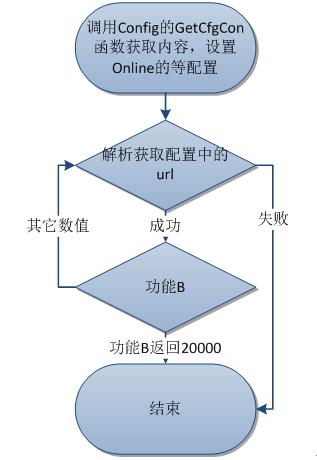 调用Config的GetCfgCon
函数获取内容，设置
Online的等配置
解析获取配置中的
url
其它数值
成功
失败
功能B
功能B返回20000
结束